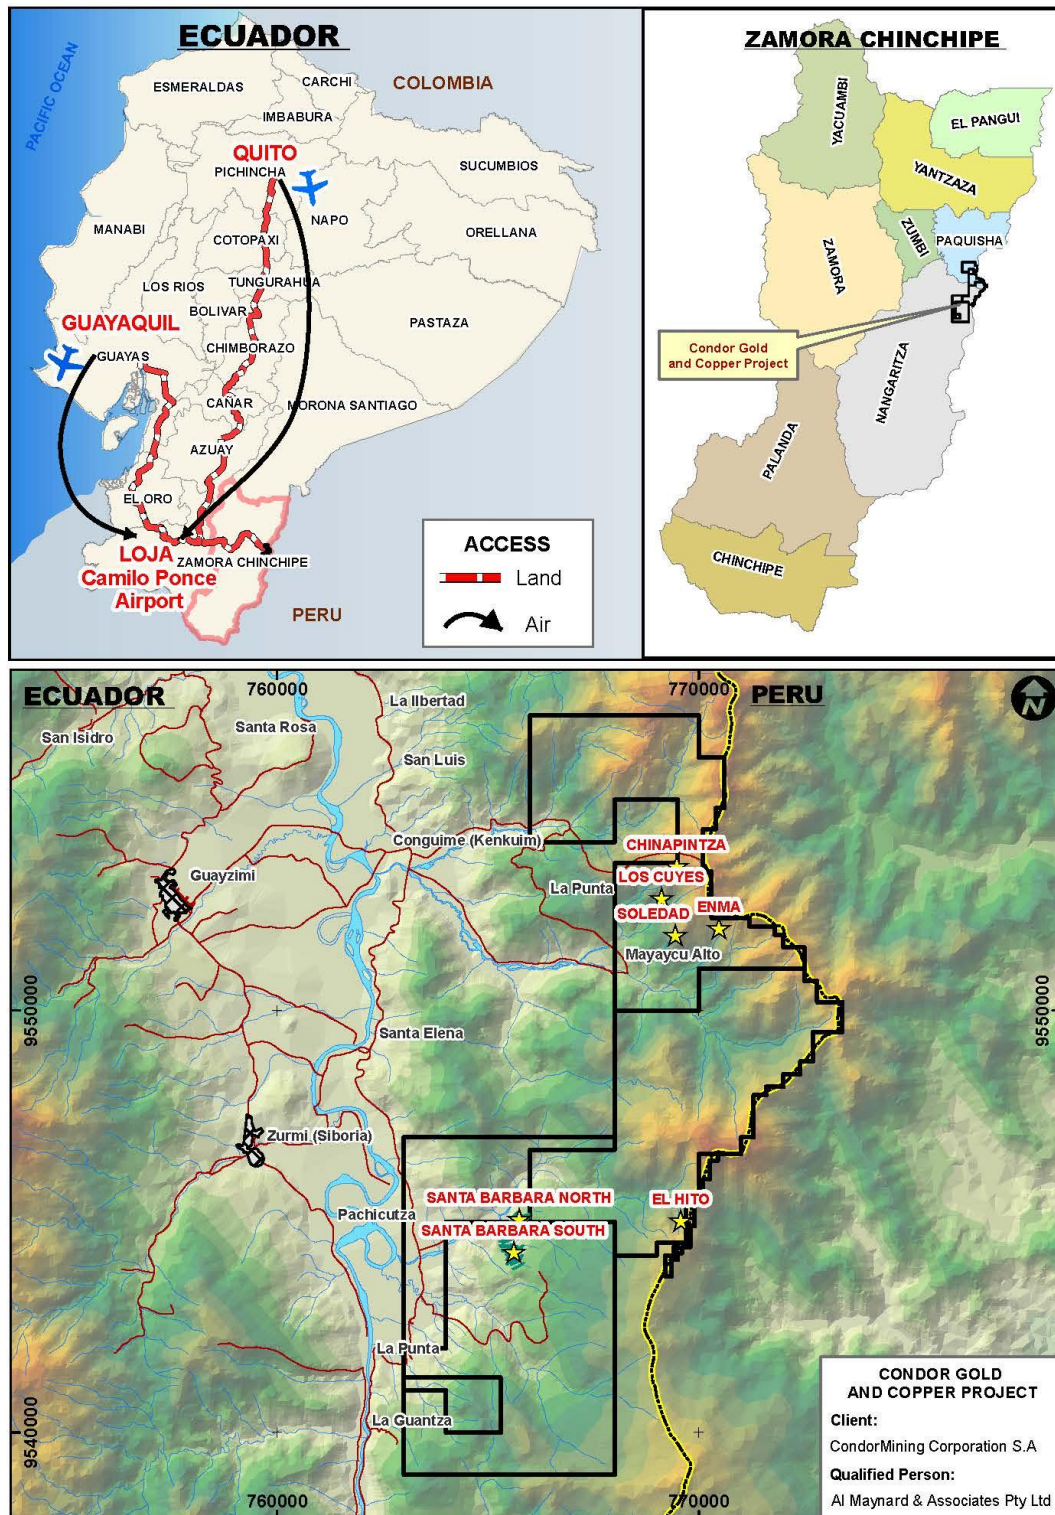 ECUADOR
PACIFIC OCEAN
COLOMBIA
CARCHI
ESMERALDAS
IMBABURA
QUITO
PICHINCHA
SUCUMBIOS
NAPO
MANABI
ORELLANA
COTOPAXI
LOS RIOS
TUNGURAHUA
BOLIVAR
GUAYAQUIL
PASTAZA
GUAYAS
CHIMBORAZO
CAÑAR
MORONA SANTIAGO
AZUAY
EL ORO
LOJA
Camilo Ponce
Airport
ZAMORA CHINCHIPE
PERU
ACCESS
Land
Air
ZAMORA CHINCHIPE
YACUAMBI
EL PANGUI
YANTZAZA
ZUMBI
PAQUISHA
ZAMORA
Condor Gold
and Copper Project
NANGARITZA
PALANDA
CHINCHIPE
ECUADOR
760000
770000
PERU
N
La lIbertad
Santa Rosa
San Isidro
San Luis
Conguime (Kenkuim)
CHINAPINTZA
Guayzimi
La Punta
LOS CUYES
SOLEDAD
ENMA
Mayaycu Alto
9550000
9550000
Santa Elena
Zurmi (Siboria)
SANTA BARBARA NORTH
EL HITO
Pachicutza
SANTA BARBARA SOUTH
La Punta
La Guantza
9540000
760000
770000
CONDOR GOLD
AND COPPER PROJECT
Client:
CondorMining Corporation S.A
Qualified Person:
Al Maynard & Associates Pty Ltd